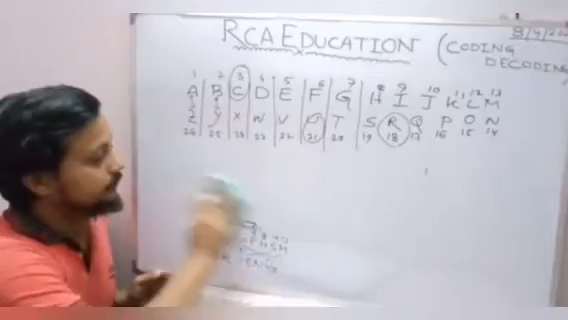 8/4/20
RCA EDUCATION (CODING
DECODING)
1 2 3 4 5 6 7 8 9 10 11 12 13
A B C D E F G H I J K L M
Z Y X W V U T S R Q P O N
26 25 24 23 22 21 20 19 18 17 16 15 14